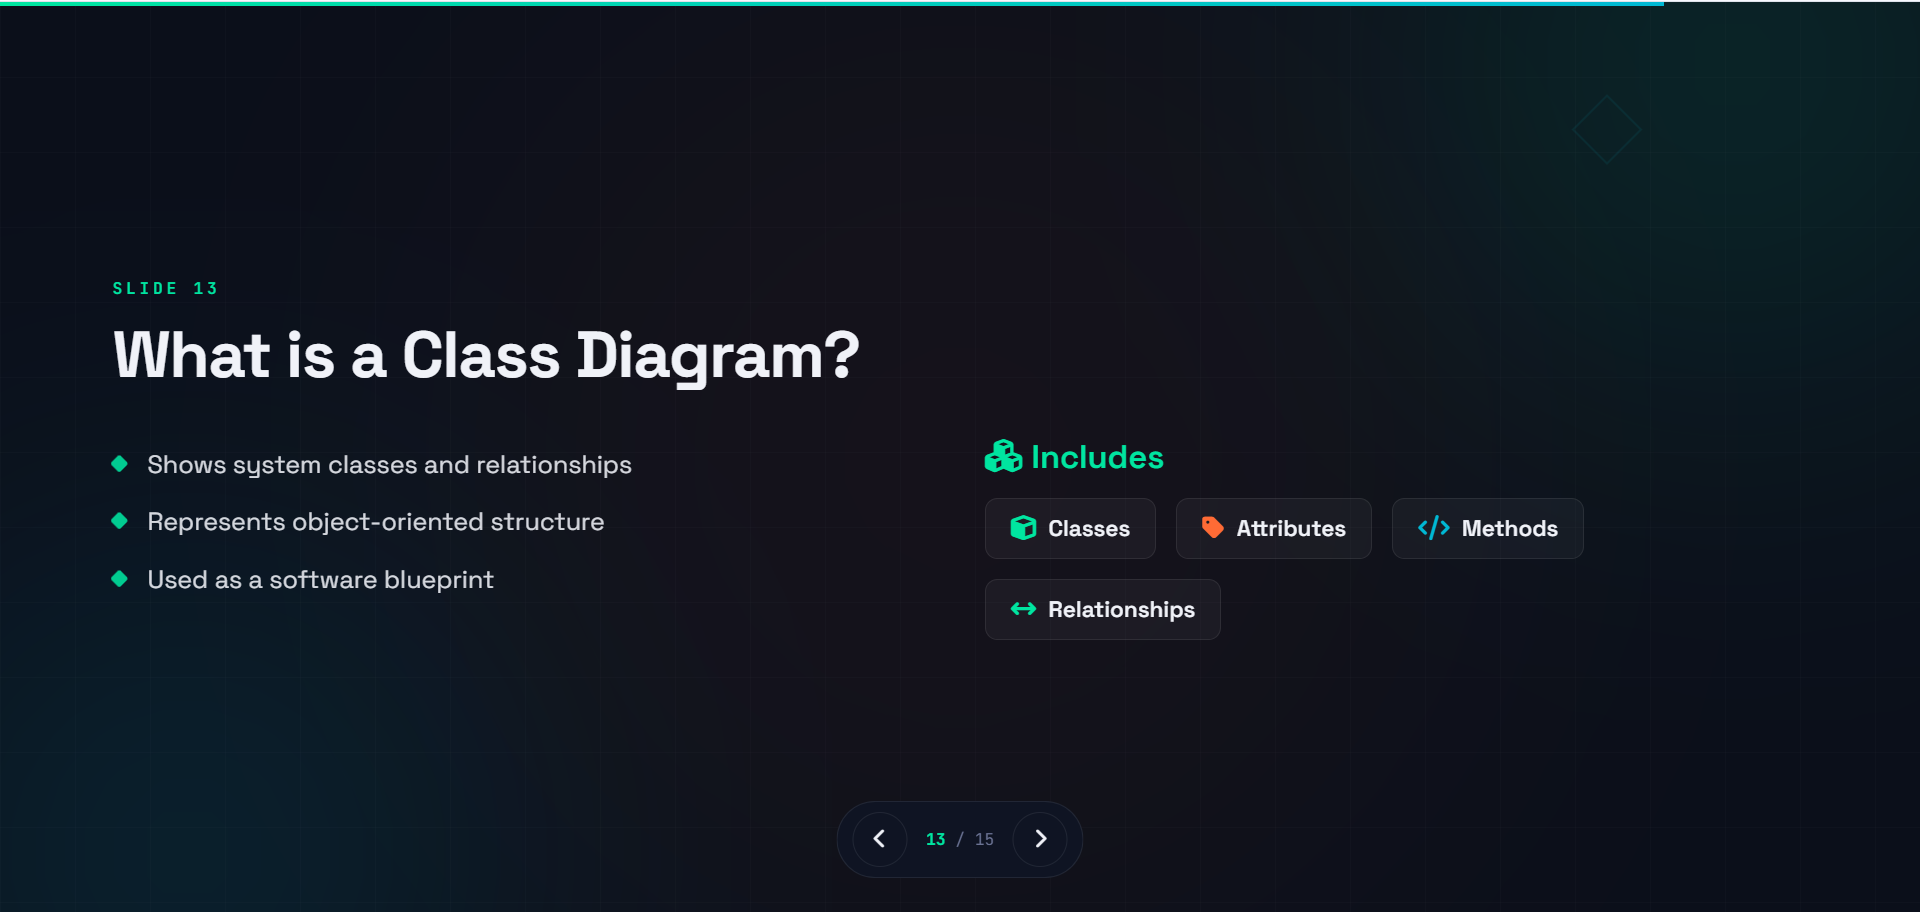 SLIDE 13
What is a Class Diagram?
Shows system classes and relationships
Represents object-oriented structure
Used as a software blueprint
Includes
Classes
Attributes
Methods
Relationships
13 / 15